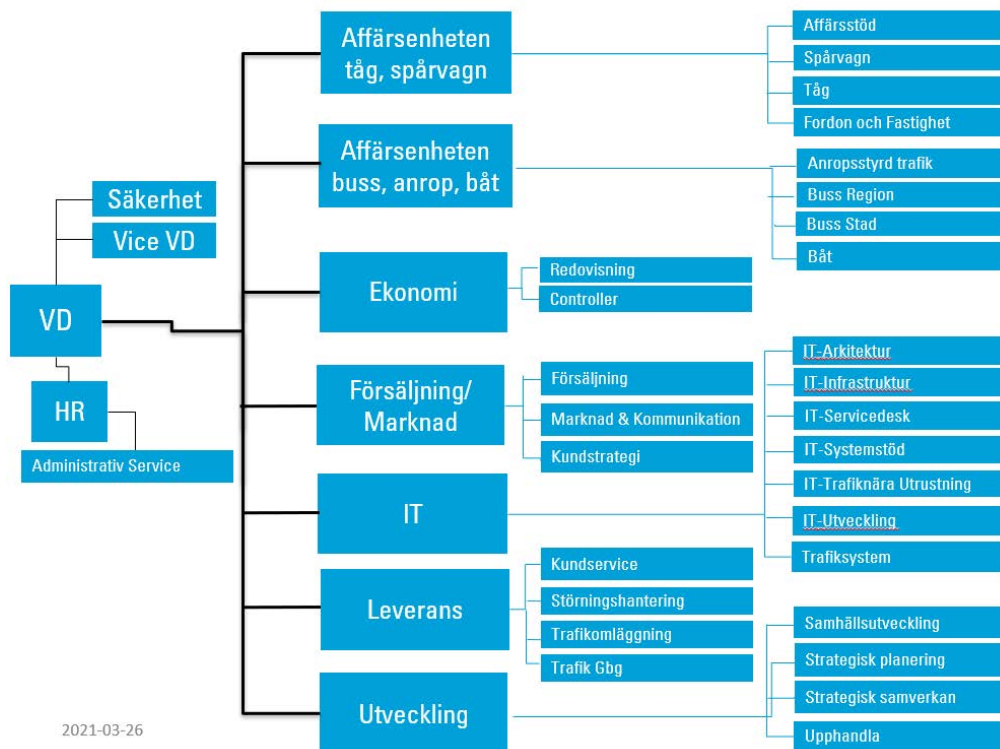 Säkerhet
Vice VD
VD
HR
Administrativ Service
Affärsenheten
tåg, spårvagn
Affärsstöd
Spårvagn
Tåg
Fordon och Fastighet
Affärsenheten
buss, anrop, båt
Anropsstyrd trafik
Buss Region
Buss Stad
Båt
Ekonomi
Redovisning
Controller
Försäljning/
Marknad
Försäljning
Marknad & Kommunikation
Kundstrategi
IT
IT-Arkitektur
IT-Infrastruktur
IT-Servicedesk
IT-Systemstöd
IT-Trafiknära Utrustning
IT-Utveckling
Trafiksystem
Leverans
Kundservice
Störningshantering
Trafikomläggning
Trafik Gbg
Utveckling
Samhällsutveckling
Strategisk planering
Strategisk samverkan
Upphandla
2021-03-26